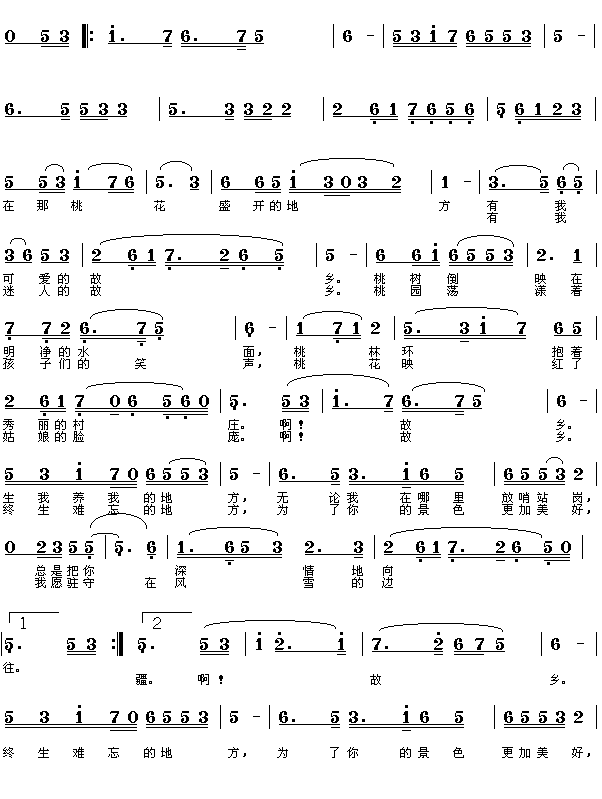 0 5 3 ‖: i. 7 6. 7 5 | 6 - | 5 3 i 7 6 5 5 3 | 5 - |
6. 5 5 3 3 | 5. 3 3 2 2 | 2 6 1 7 6 5 6 | 5 6 1 2 3 |
5 5 3 i 7 6 | 5. 3 | 6 6 5 i 3 0 3 2 | 1 - | 3. 5 6 5 |
在 那 桃 花 盛 开 的 地 方 有 我
有 我
3 6 5 3 | 2 6 1 7. 2 6 5 | 5 - | 6 6 i 6 5 5 3 | 2. 1 |
可 爱 的 故 乡。 桃 树 倒 映 在
迷 人 的 故 乡。 桃 园 荡 漾 着
7 7 2 6. 7 5 | 6 - | 1 7 1 2 | 5. 3 i 7 6 5 |
明 净 的 水 面, 桃 林 环 抱 着
孩 子 们 的 笑 声, 桃 花 映 红 了
2 6 1 7 0 6 5 6 0 | 5. 5 3 | i. 7 6. 7 5 | 6 - |
秀 丽 的 村 庄。 啊! 故 乡。
姑 娘 的 脸 庞。 啊! 故 乡。
5 3 i 7 0 6 5 5 3 | 5 - | 6. 5 3. i 6 5 | 6 5 5 3 2 |
生 我 养 我 的 地 方, 无 论 我 在 哪 里 放 哨 站 岗,
终 生 难 忘 的 地 方, 为 了 你 的 景 色 更 加 美 好,
0 2 3 5 5 | 5. 6 | 1. 6 5 3 2. 3 | 2 6 1 7. 2 6 5 0 |
总 是 把 你 深 情 地 向
我 愿 驻 守 在 风 雪 的 边
1 2
5. 5 3 :‖ 5. 5 3 | i 2. i | 7. 2 6 7 5 | 6 - |
往。
疆。 啊! 故 乡。
5 3 i 7 0 6 5 5 3 | 5 - | 6. 5 3. i 6 5 | 6 5 5 3 2 |
终 生 难 忘 的 地 方, 为 了 你 的 景 色 更 加 美 好,